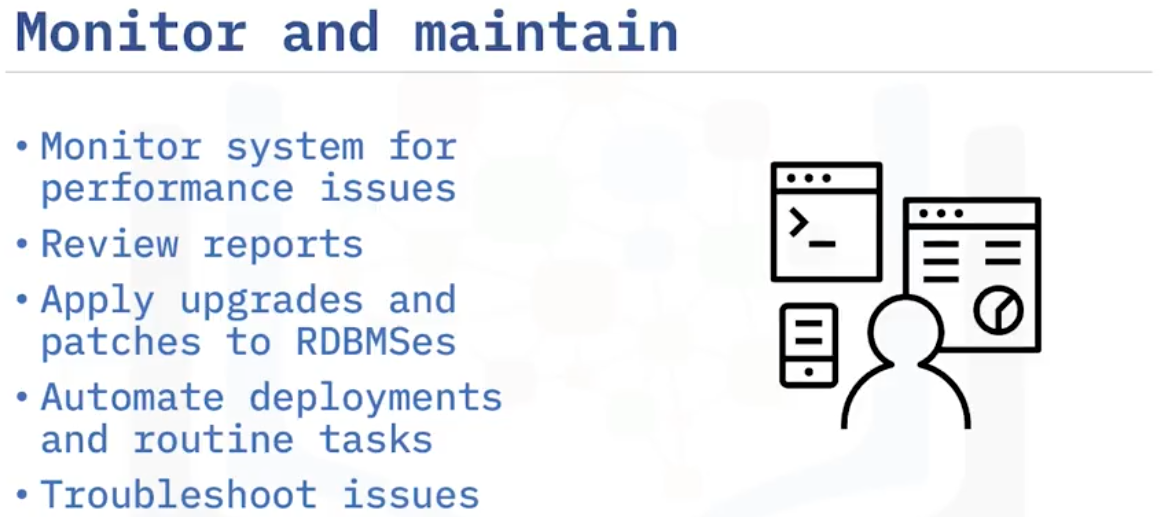 Monitor and maintain
• Monitor system for
performance issues
• Review reports
• Apply upgrades and
patches to RDBMSes
• Automate deployments
and routine tasks
• Troubleshoot issues